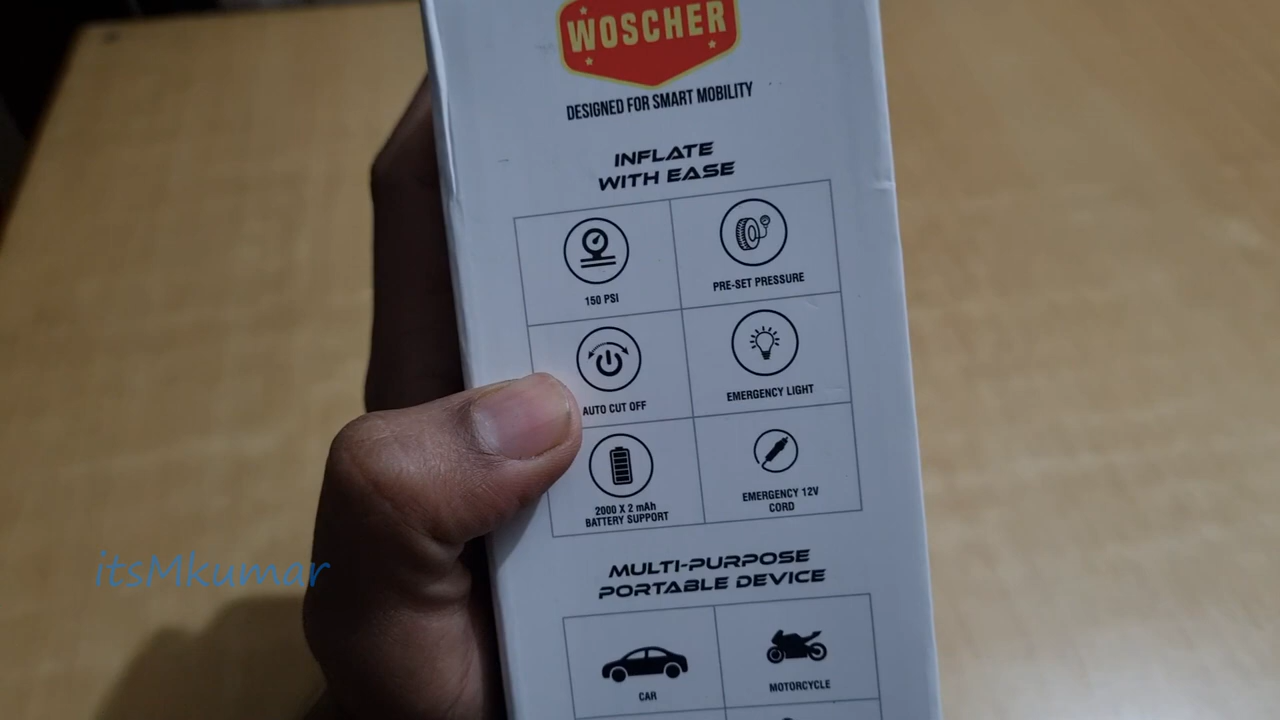 WOSCHER
DESIGNED FOR SMART MOBILITY
INFLATE
WITH EASE
150 PSI
PRE-SET PRESSURE
AUTO CUT OFF
EMERGENCY LIGHT
2000 X 2 mAh
BATTERY SUPPORT
EMERGENCY 12V
CORD
itsMkumar
MULTI-PURPOSE
PORTABLE DEVICE
CAR
MOTORCYCLE